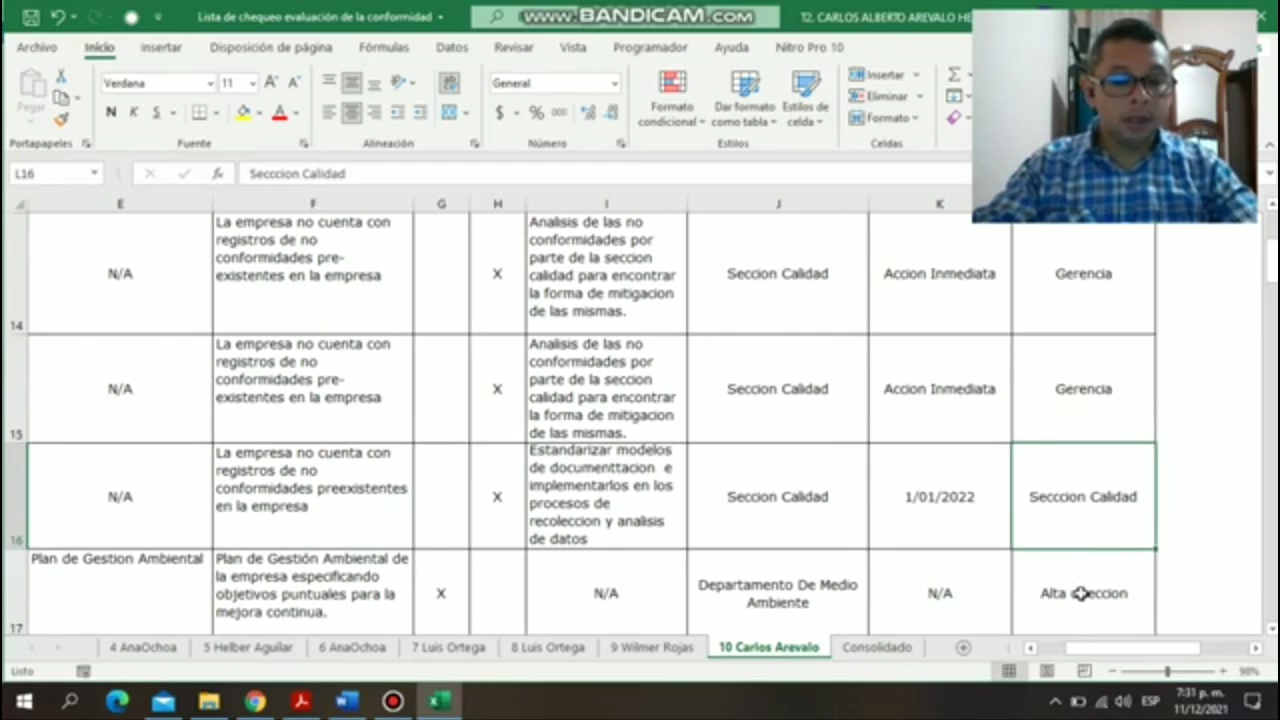 Lista de chequeo evaluación de la conformidad
www.BANDICAM.com
T2. CARLOS ALBERTO AREVALO HE
Archivo Inicio Insertar Disposición de página Fórmulas Datos Revisar Vista Programador Ayuda Nitro Pro 10
Pegar
Verdana 11
N K S
General
$ % 000
Formato condicional
Dar formato como tabla
Estilos de celda
Insertar
Eliminar
Formato
Portapapeles Fuente Alineación Número Estilos Celdas
L16 fx Secccion Calidad
E F G H I J K
14
N/A
La empresa no cuenta con
registros de no
conformidades pre-
existentes en la empresa
X
Analisis de las no
conformidades por
parte de la seccion
calidad para encontrar
la forma de mitigacion
de las mismas.
Seccion Calidad
Accion Inmediata
Gerencia
15
N/A
La empresa no cuenta con
registros de no
conformidades pre-
existentes en la empresa
X
Analisis de las no
conformidades por
parte de la seccion
calidad para encontrar
la forma de mitigacion
de las mismas.
Seccion Calidad
Accion Inmediata
Gerencia
16
N/A
La empresa no cuenta con
registros de no
conformidades preexistentes
en la empresa
X
Estandarizar modelos
de documenttacion e
implementarlos en los
procesos de
recoleccion y analisis
de datos
Seccion Calidad
1/01/2022
Secccion Calidad
17
Plan de Gestion Ambiental
Plan de Gestión Ambiental de
la empresa especificando
objetivos puntuales para la
mejora continua.
X
N/A
Departamento De Medio
Ambiente
N/A
Alta
4 AnaOchoa 5 Helber Aguilar 6 AnaOchoa 7 Luis Ortega 8 Luis Ortega 9 Wilmer Rojas 10 Carlos Arevalo Consolidado
Listo
98%
ESP
7:31 p. m.
11/12/2021